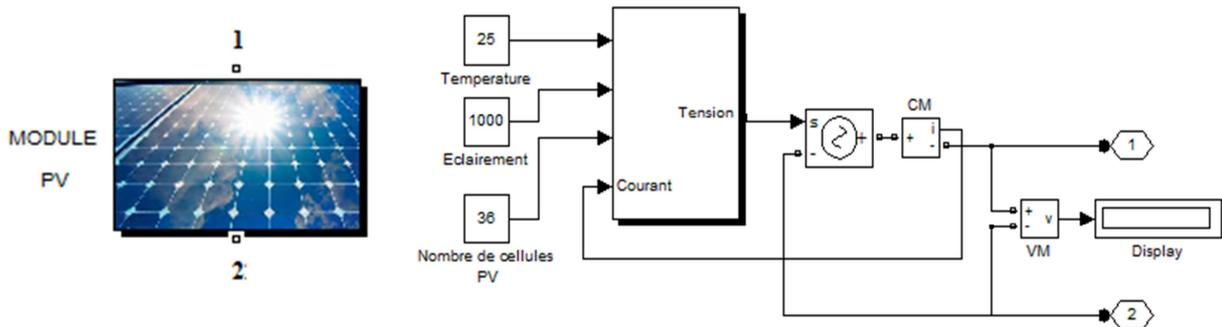 1
MODULE
PV
2
25
Temperature
1000
Eclairement
36
Nombre de cellules
PV
Tension
Courant
s
+
-
CM
+
i
-
1
+
-
v
VM
Display
2